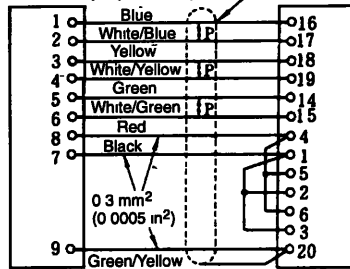 1 Blue 16
2 White/Blue P 17
3 Yellow 18
4 White/Yellow P 19
5 Green 14
6 White/Green P 15
8 Red 4
7 Black 1
5
2
0 3 mm²
(0 0005 in²)
6
3
9 Green/Yellow 20